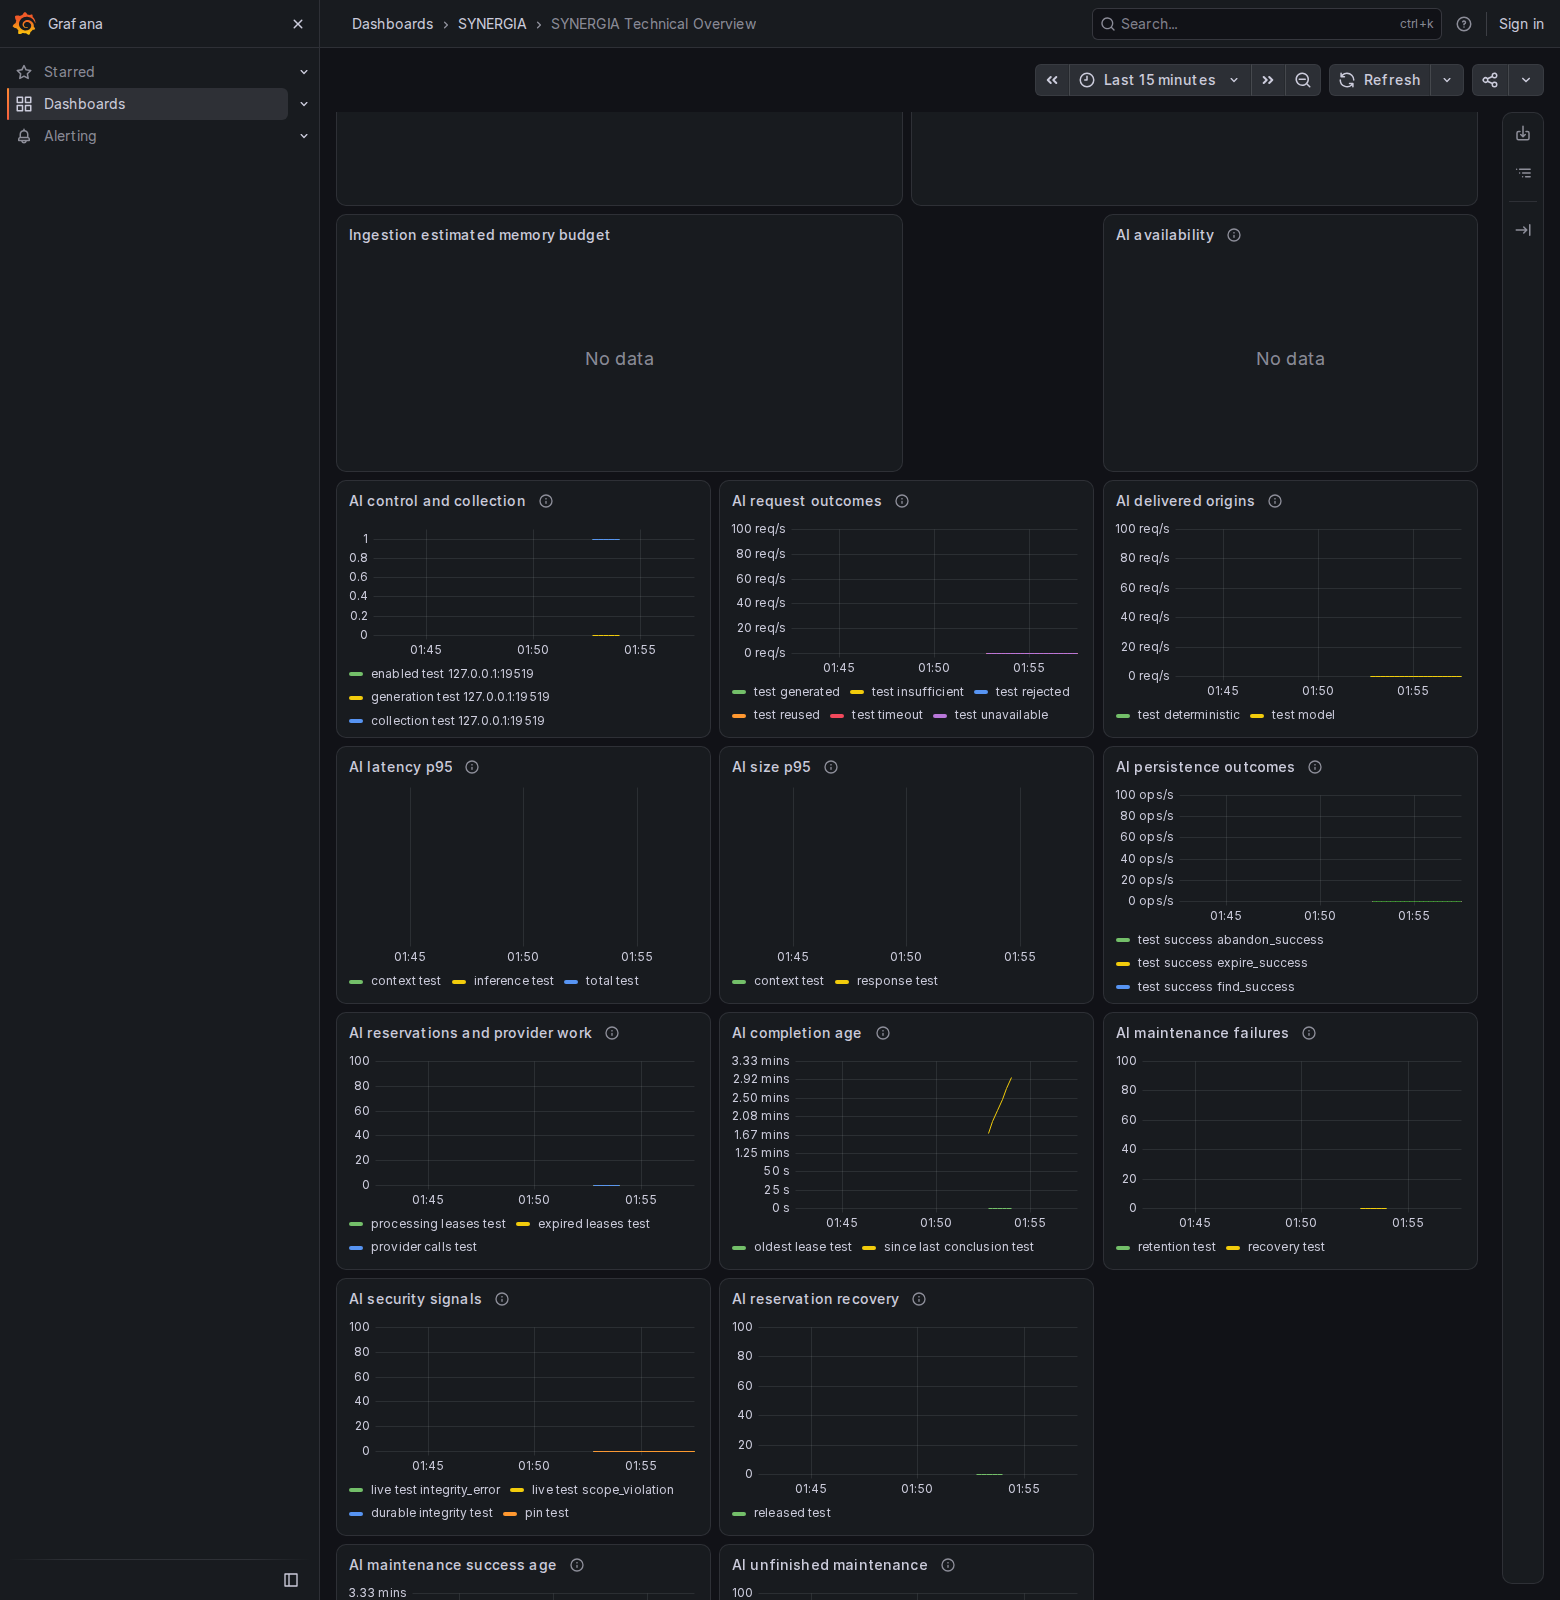 Grafana
Dashboards › SYNERGIA › SYNERGIA Technical Overview
Search...
ctrl+k
Sign in
Starred
Dashboards
Alerting
Last 15 minutes
Refresh
Ingestion estimated memory budget
No data
AI availability
No data
AI control and collection
1
0.8
0.6
0.4
0.2
0
01:45 01:50 01:55
enabled test 127.0.0.1:19519
generation test 127.0.0.1:19519
collection test 127.0.0.1:19519
AI request outcomes
100 req/s
80 req/s
60 req/s
40 req/s
20 req/s
0 req/s
01:45 01:50 01:55
test generated test insufficient test rejected
test reused test timeout test unavailable
AI delivered origins
100 req/s
80 req/s
60 req/s
40 req/s
20 req/s
0 req/s
01:45 01:50 01:55
test deterministic test model
AI latency p95
01:45 01:50 01:55
context test inference test total test
AI size p95
01:45 01:50 01:55
context test response test
AI persistence outcomes
100 ops/s
80 ops/s
60 ops/s
40 ops/s
20 ops/s
0 ops/s
01:45 01:50 01:55
test success abandon_success
test success expire_success
test success find_success
AI reservations and provider work
100
80
60
40
20
0
01:45 01:50 01:55
processing leases test expired leases test
provider calls test
AI completion age
3.33 mins
2.92 mins
2.50 mins
2.08 mins
1.67 mins
1.25 mins
50 s
25 s
0 s
01:45 01:50 01:55
oldest lease test since last conclusion test
AI maintenance failures
100
80
60
40
20
0
01:45 01:50 01:55
retention test recovery test
AI security signals
100
80
60
40
20
0
01:45 01:50 01:55
live test integrity_error live test scope_violation
durable integrity test pin test
AI reservation recovery
100
80
60
40
20
0
01:45 01:50 01:55
released test
AI maintenance success age
3.33 mins
AI unfinished maintenance
100